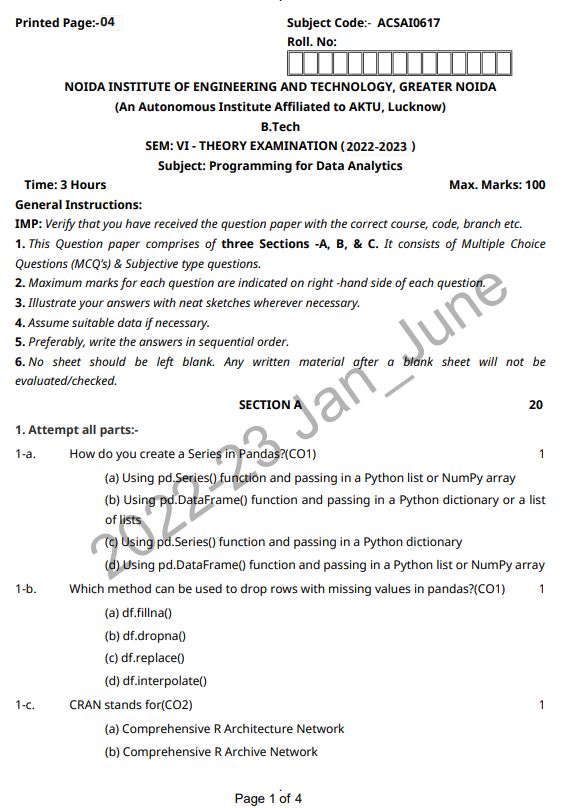 Printed Page:-04
Subject Code:- ACSAI0617
Roll. No:
NOIDA INSTITUTE OF ENGINEERING AND TECHNOLOGY, GREATER NOIDA
(An Autonomous Institute Affiliated to AKTU, Lucknow)
B.Tech
SEM: VI - THEORY EXAMINATION (2022-2023 )
Subject: Programming for Data Analytics
Time: 3 Hours
Max. Marks: 100
General Instructions:
IMP: Verify that you have received the question paper with the correct course, code, branch etc.
1. This Question paper comprises of three Sections -A, B, & C. It consists of Multiple Choice
Questions (MCQ's) & Subjective type questions.
2. Maximum marks for each question are indicated on right -hand side of each question.
3. Illustrate your answers with neat sketches wherever necessary.
4. Assume suitable data if necessary.
5. Preferably, write the answers in sequential order.
6. No sheet should be left blank. Any written material after a blank sheet will not be
evaluated/checked.
SECTION A 20
1. Attempt all parts:-
1-a. How do you create a Series in Pandas?(CO1) 1
(a) Using pd.Series() function and passing in a Python list or NumPy array
(b) Using pd.DataFrame() function and passing in a Python dictionary or a list
of lists
(c) Using pd.Series() function and passing in a Python dictionary
(d) Using pd.DataFrame() function and passing in a Python list or NumPy array
1-b. Which method can be used to drop rows with missing values in pandas?(CO1) 1
(a) df.fillna()
(b) df.dropna()
(c) df.replace()
(d) df.interpolate()
1-c. CRAN stands for(CO2) 1
(a) Comprehensive R Architecture Network
(b) Comprehensive R Archive Network
Page 1 of 4
2022-23 Jan_June